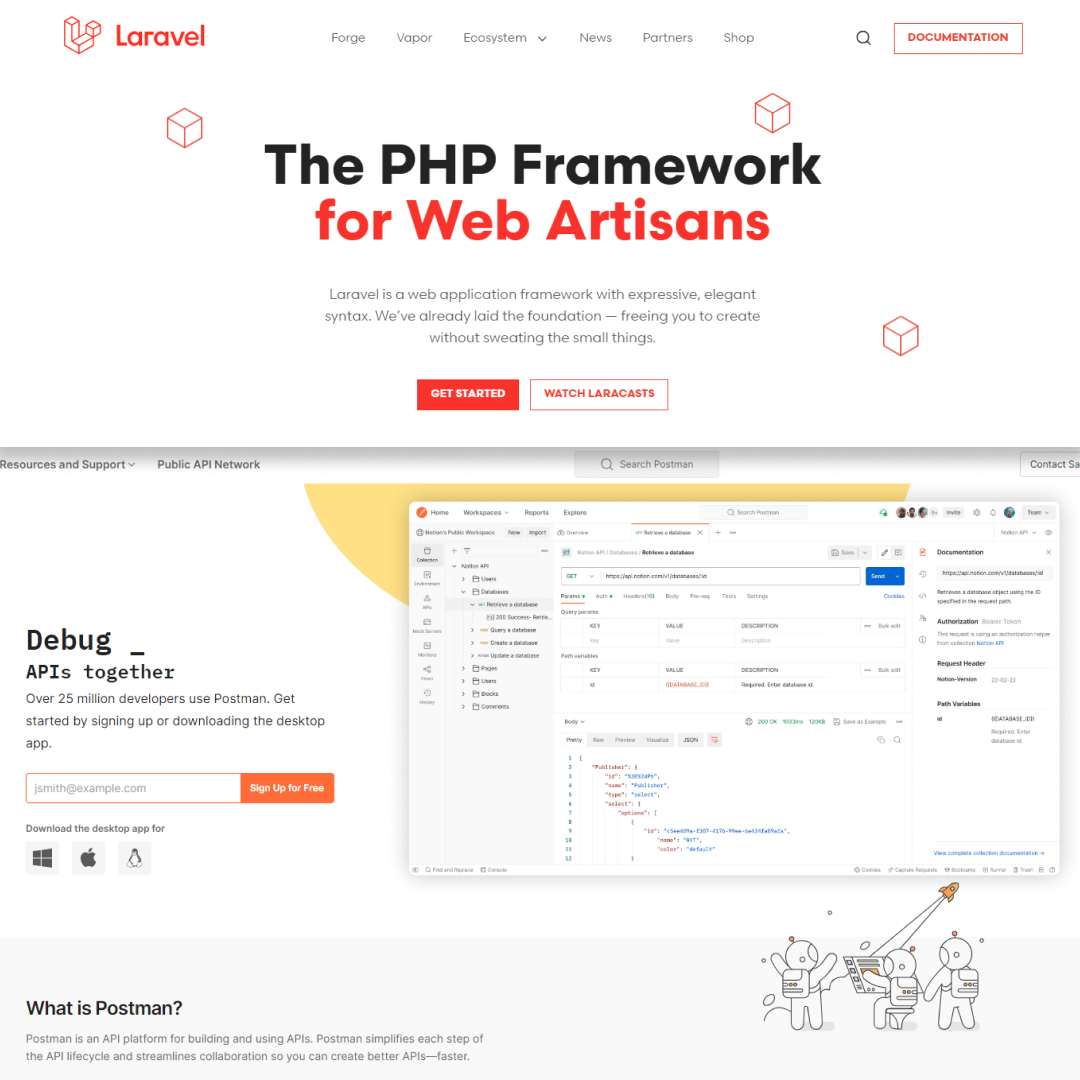 Laravel
Forge Vapor Ecosystem News Partners Shop
DOCUMENTATION
The PHP Framework
for Web Artisans
Laravel is a web application framework with expressive, elegant
syntax. We've already laid the foundation — freeing you to create
without sweating the small things.
GET STARTED WATCH LARACASTS
Resources and Support Public API Network Search Postman Contact Sa
Debug _
APIs together
Over 25 million developers use Postman. Get
started by signing up or downloading the desktop
app.
jsmith@example.com Sign Up for Free
Download the desktop app for
Home Workspaces Reports Explore Search Postman Invite Team
Notion's Public Workspace New Import Overview GET Retrieve a database Notion API
Collection
Environment
APIs
Mock Servers
Monitors
Flows
History
Notion API
Users
Databases
GET Retrieve a database
200 Success- Retrie...
POST Query a database
POST Create a database
PATCH Update a database
Pages
Users
Blocks
Comments
Notion API / Databases / Retrieve a database Save
GET https://api.notion.com/v1/databases/:id Send
Params Auth Headers(10) Body Pre-req. Tests Settings Cookies
Query params
KEY VALUE DESCRIPTION Bulk edit
Key Value Description
Path variables
KEY VALUE DESCRIPTION Bulk edit
id {{DATABASE_ID}} Required. Enter database id.
Body 200 OK 1093ms 120KB Save as Example
Pretty Raw Preview Visualize JSON
1 {
2 "Publisher": {
3 "id": "%3E%24Pb",
4 "name": "Publisher",
5 "type": "select",
6 "select": {
7 "options": [
8 {
9 "id": "c5ee409a-f307-4176-99ee-6e424fa89afa",
10 "name": "NYT",
11 "color": "default"
12 }
Documentation
https://api.notion.com/v1/databases/:id
Retrieves a database object using the ID
specified in the request path.
Authorization Bearer Token
This request is using an authorization helper
from collection Notion API
Request Header
Notion-Version 22-02-22
Path Variables
id {{DATABASE_ID}}
Required. Enter
database id.
View complete collection documentation →
Find and Replace Console Cookies Capture Requests Bootcamp Runner Trash
What is Postman?
Postman is an API platform for building and using APIs. Postman simplifies each step of
the API lifecycle and streamlines collaboration so you can create better APIs—faster.